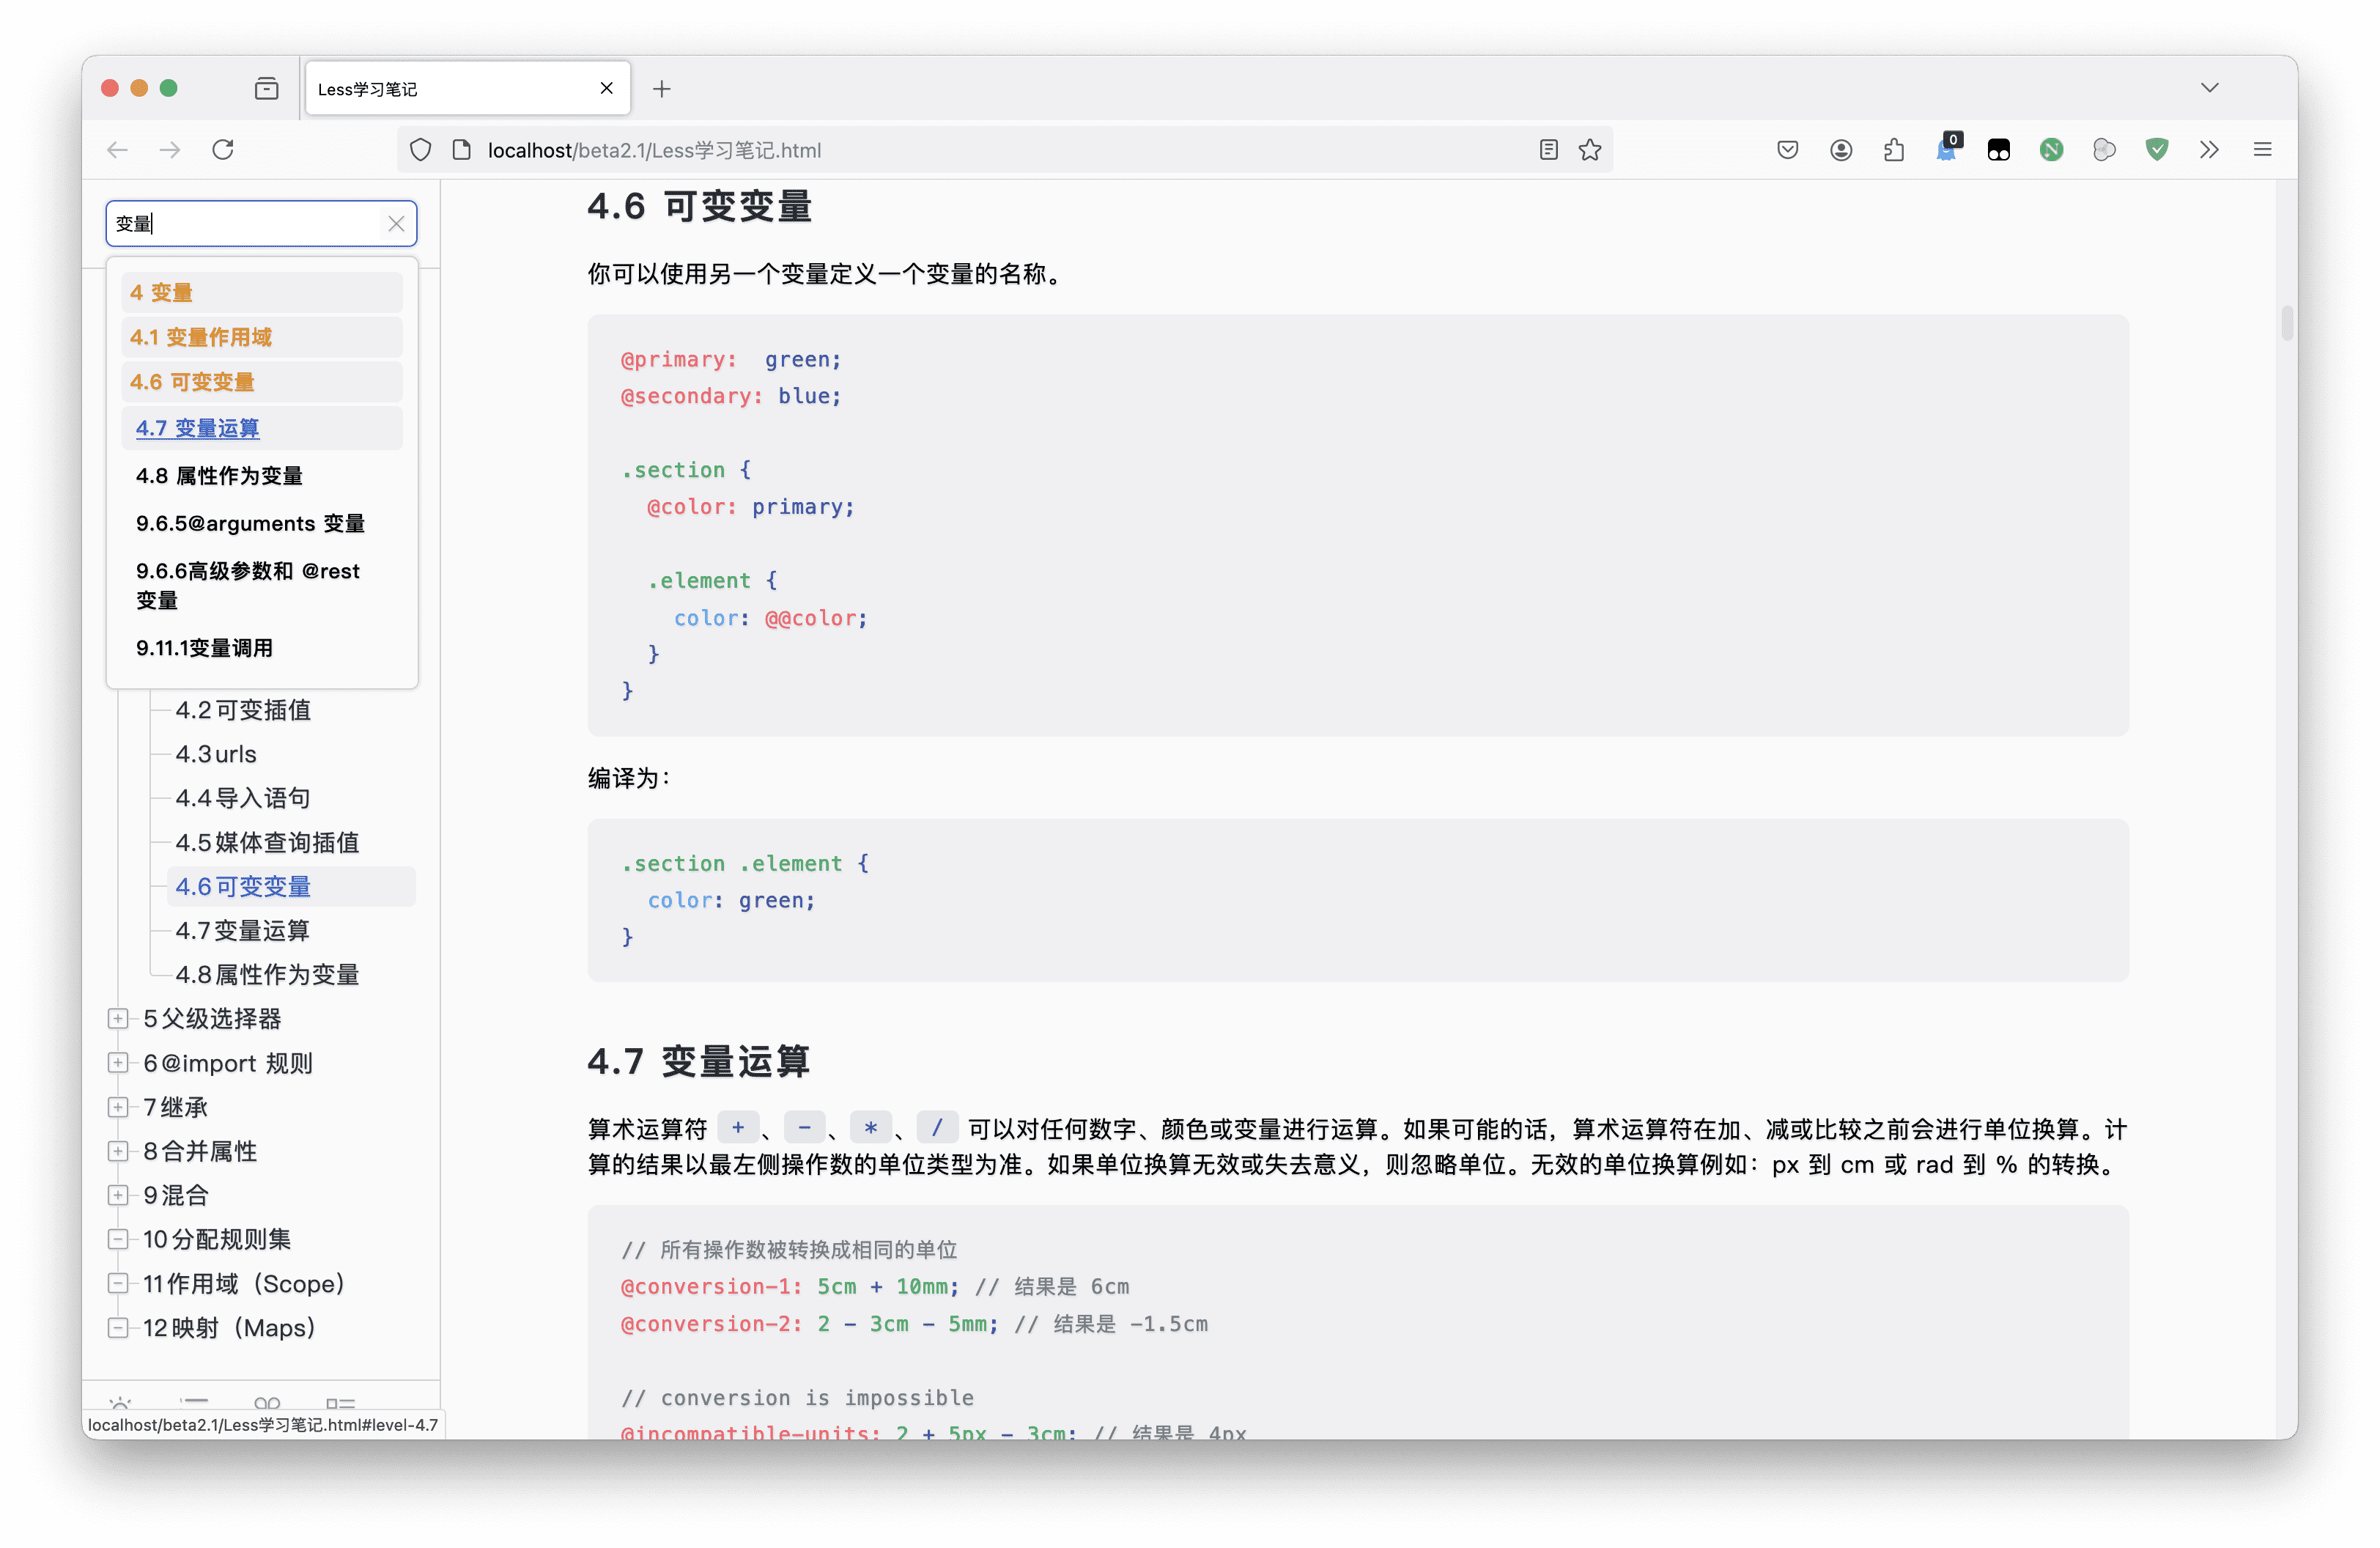 Less学习笔记
localhost/beta2.1/Less学习笔记.html
0
变量
4 变量
4.1 变量作用域
4.6 可变变量
4.7 变量运算
4.8 属性作为变量
9.6.5@arguments 变量
9.6.6高级参数和 @rest
变量
9.11.1变量调用
4.2可变插值
4.3urls
4.4导入语句
4.5媒体查询插值
4.6可变变量
4.7变量运算
4.8属性作为变量
5父级选择器
6@import 规则
7继承
8合并属性
9混合
10分配规则集
11作用域（Scope）
12映射（Maps）
localhost/beta2.1/Less学习笔记.html#level-4.7
4.6 可变变量
你可以使用另一个变量定义一个变量的名称。
@primary:  green;
@secondary: blue;
.section {
  @color: primary;
  .element {
    color: @@color;
  }
}
编译为：
.section .element {
  color: green;
}
4.7 变量运算
算术运算符 +、-、*、/ 可以对任何数字、颜色或变量进行运算。如果可能的话，算术运算符在加、减或比较之前会进行单位换算。计
算的结果以最左侧操作数的单位类型为准。如果单位换算无效或失去意义，则忽略单位。无效的单位换算例如：px 到 cm 或 rad 到 % 的转换。
// 所有操作数被转换成相同的单位
@conversion-1: 5cm + 10mm; // 结果是 6cm
@conversion-2: 2 - 3cm - 5mm; // 结果是 -1.5cm
// conversion is impossible
@incompatible-units: 2 + 5px - 3cm; // 结果是 4px